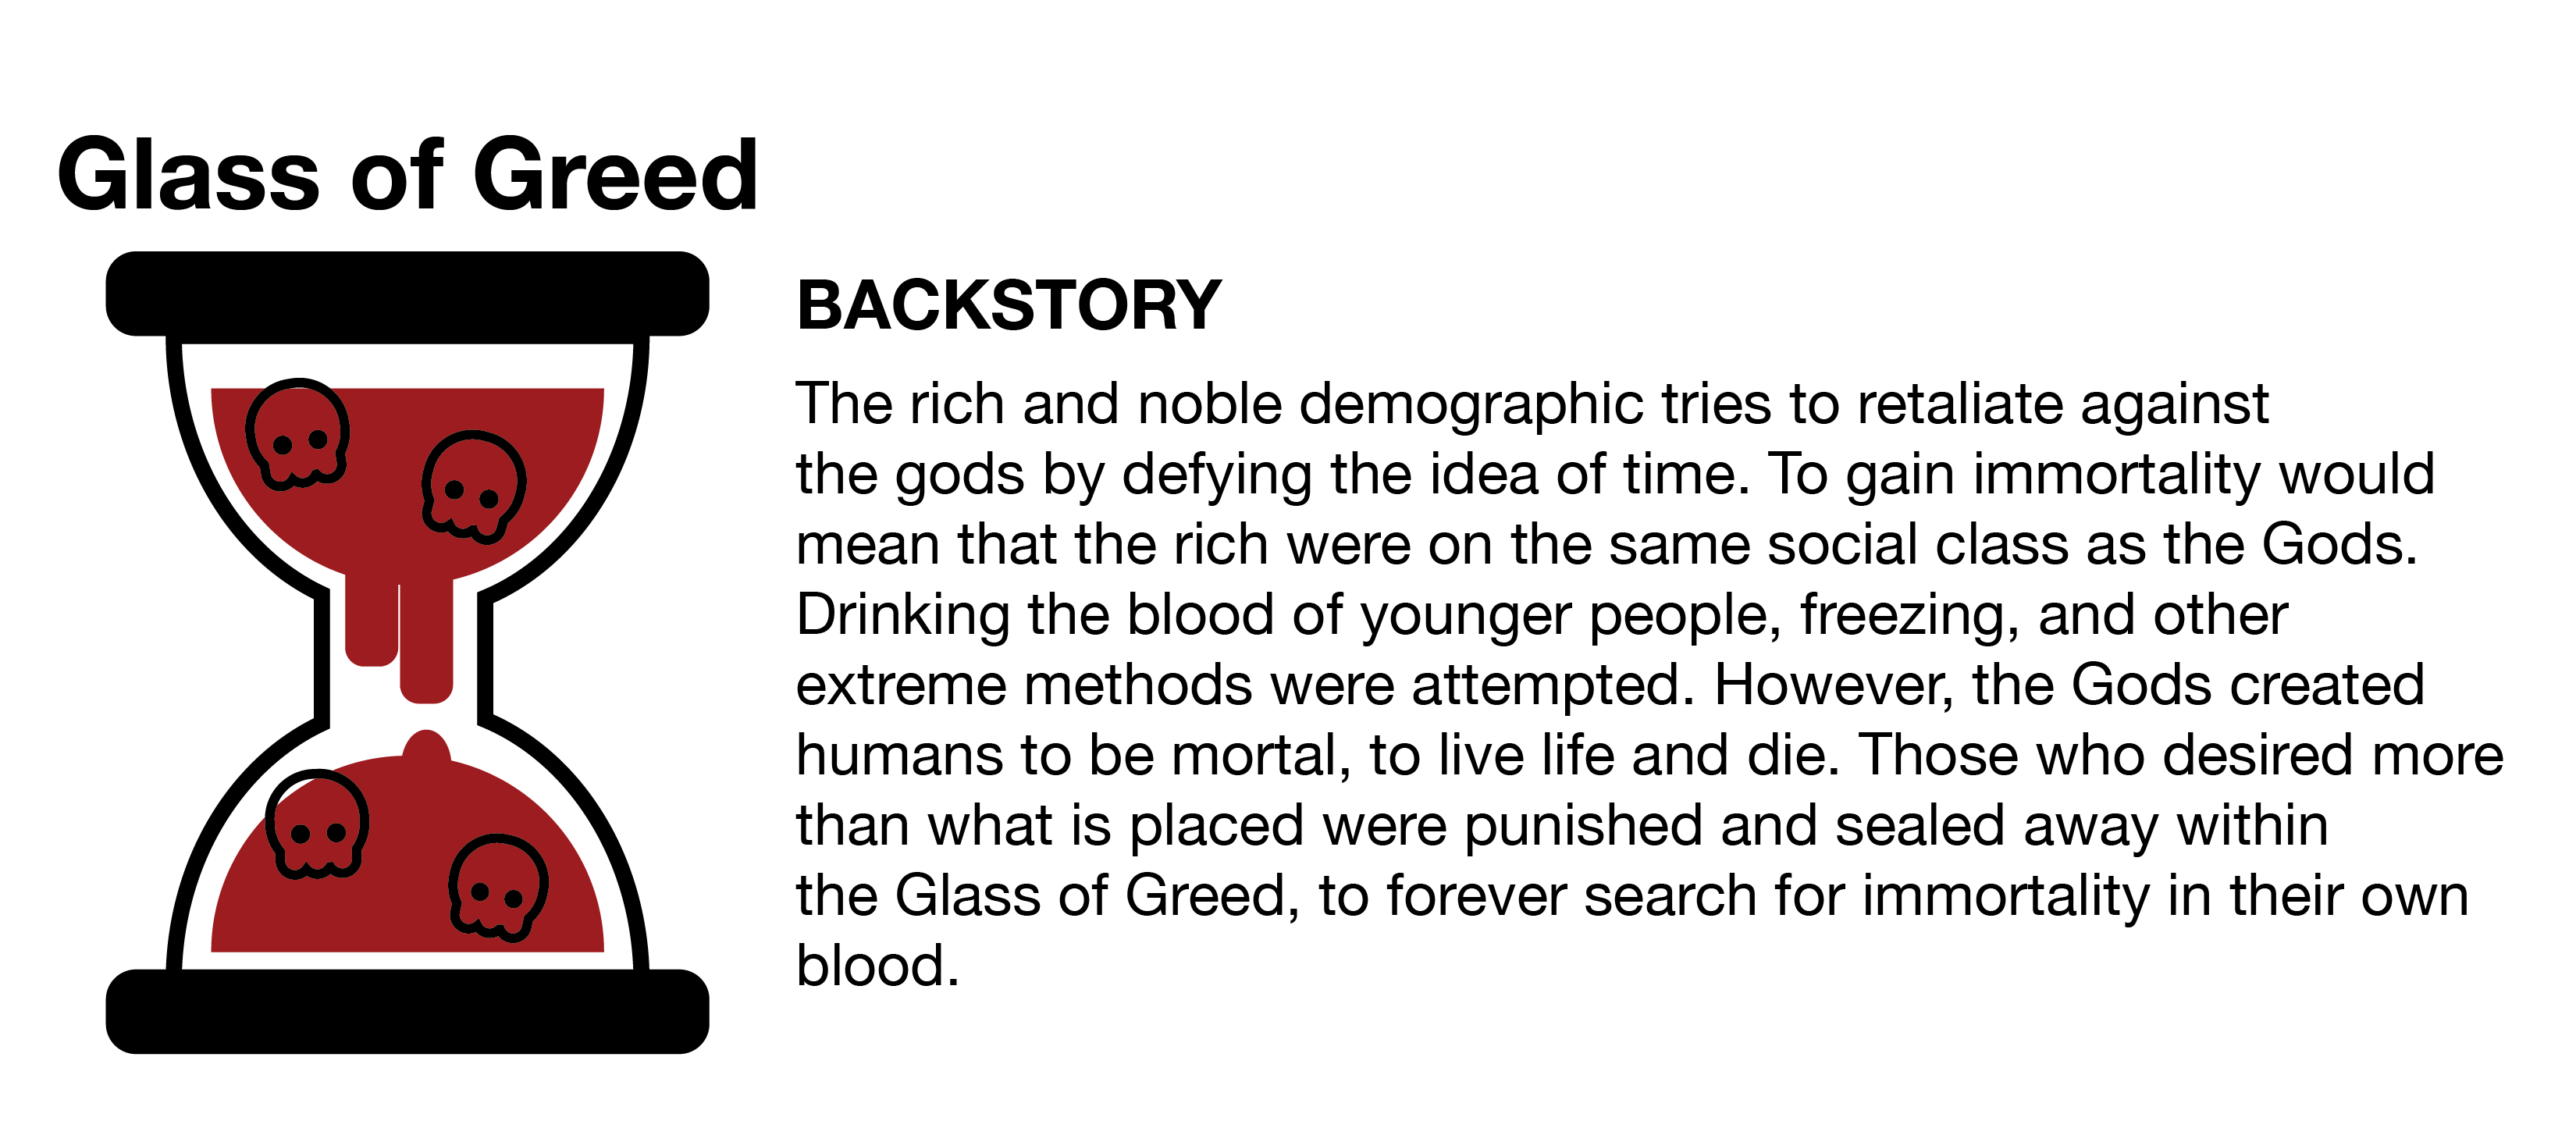 Glass of Greed
BACKSTORY
The rich and noble demographic tries to retaliate against
the gods by defying the idea of time. To gain immortality would
mean that the rich were on the same social class as the Gods.
Drinking the blood of younger people, freezing, and other
extreme methods were attempted. However, the Gods created
humans to be mortal, to live life and die. Those who desired more
than what is placed were punished and sealed away within
the Glass of Greed, to forever search for immortality in their own
blood.